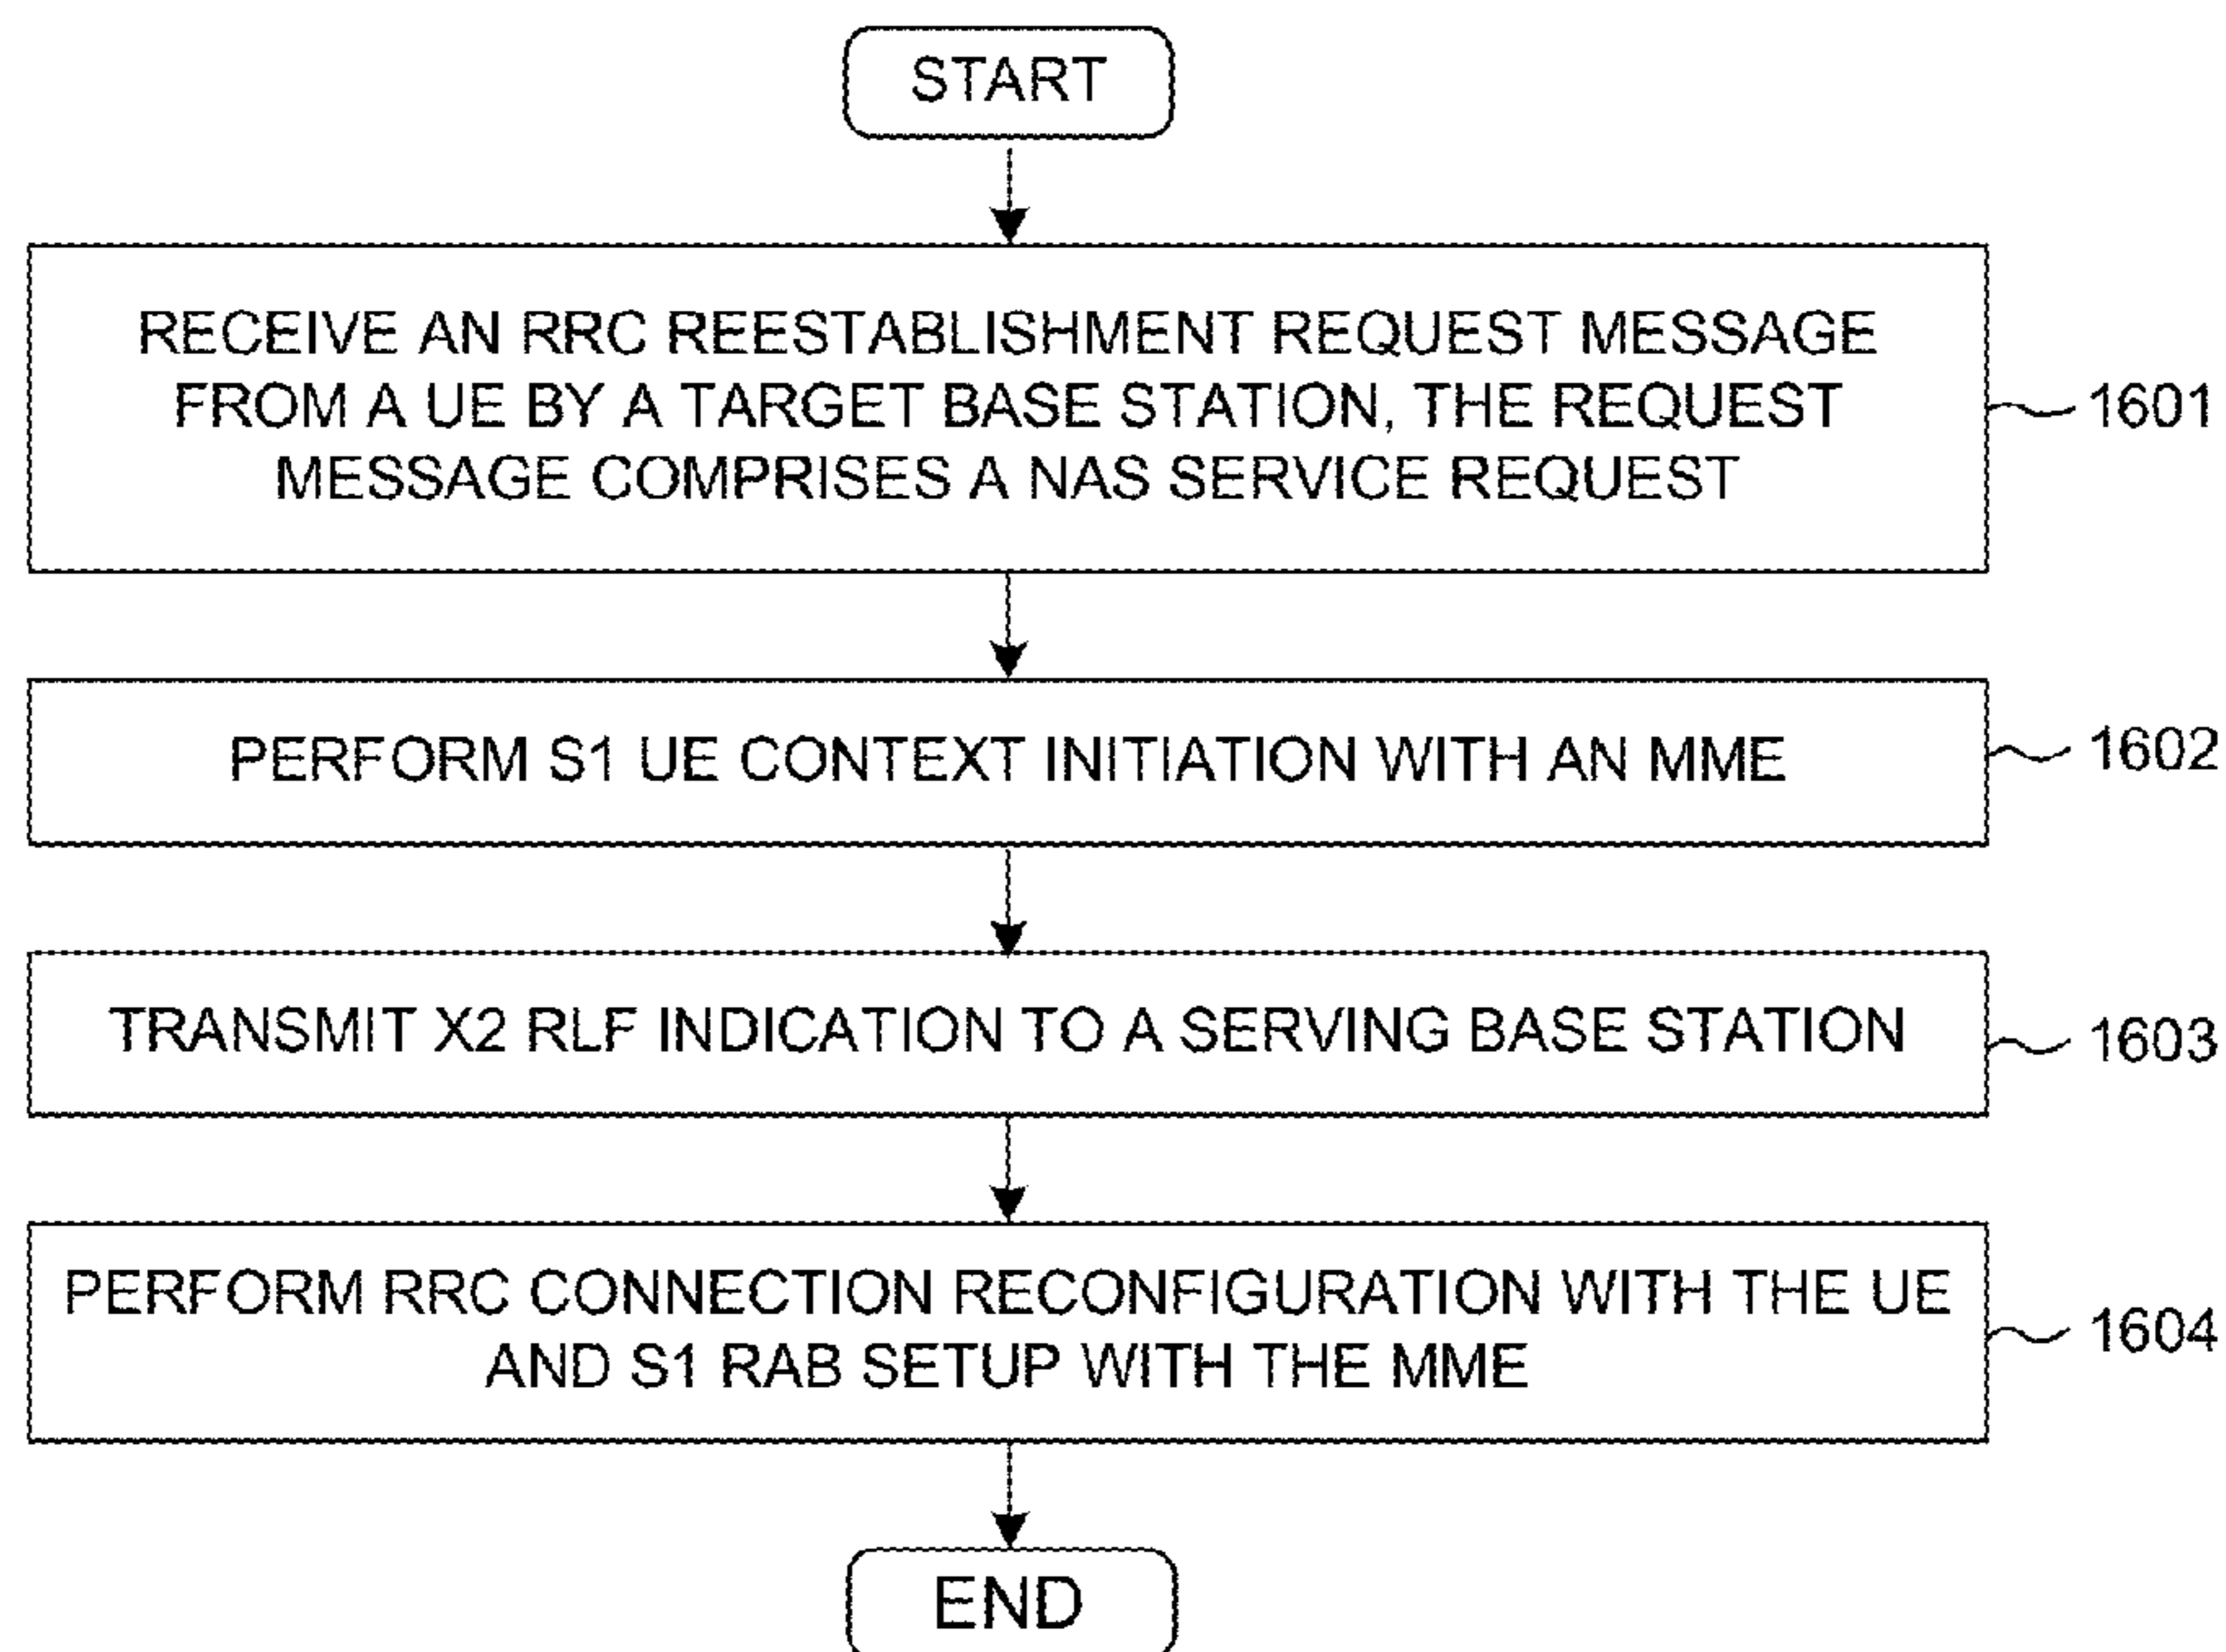 START
RECEIVE AN RRC REESTABLISHMENT REQUEST MESSAGE
FROM A UE BY A TARGET BASE STATION, THE REQUEST
MESSAGE COMPRISES A NAS SERVICE REQUEST
1601
PERFORM S1 UE CONTEXT INITIATION WITH AN MME
1602
TRANSMIT X2 RLF INDICATION TO A SERVING BASE STATION
1603
PERFORM RRC CONNECTION RECONFIGURATION WITH THE UE
AND S1 RAB SETUP WITH THE MME
1604
END